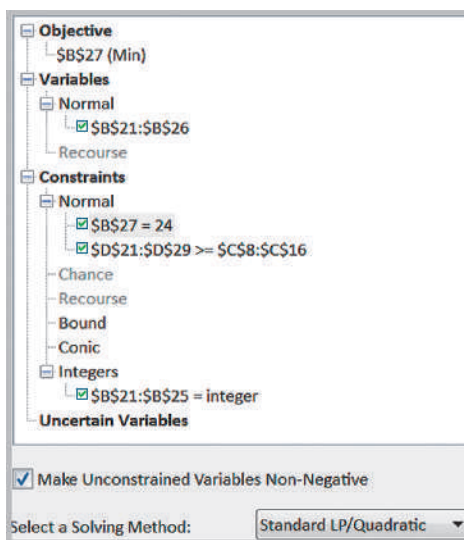 Objective
$B$27 (Min)
Variables
Normal
$B$21:$B$26
Recourse
Constraints
Normal
$B$27 = 24
$D$21:$D$29 >= $C$8:$C$16
Chance
Recourse
Bound
Conic
Integers
$B$21:$B$25 = integer
Uncertain Variables
Make Unconstrained Variables Non-Negative
Select a Solving Method: Standard LP/Quadratic